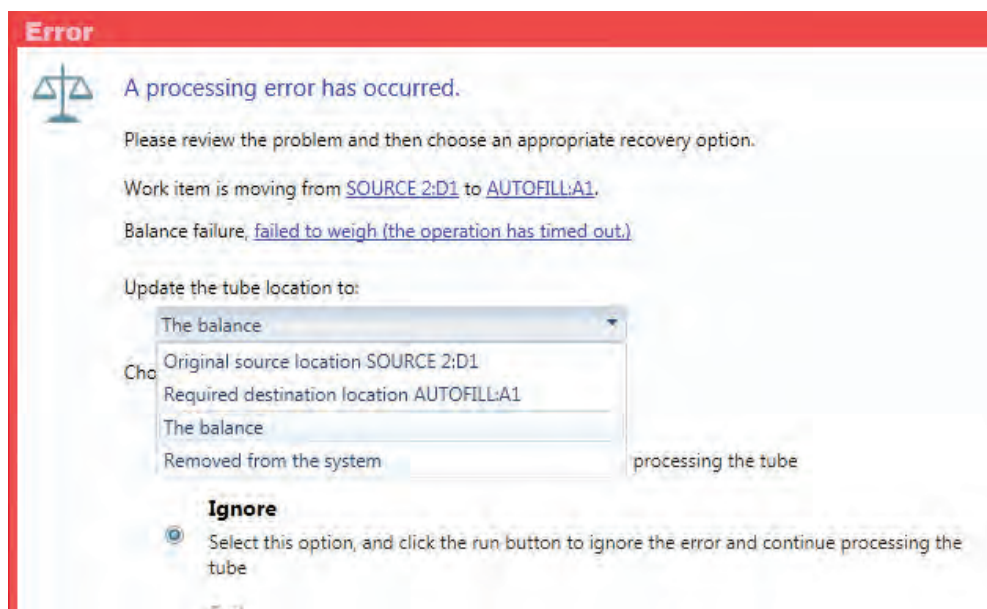 Error
A processing error has occurred.
Please review the problem and then choose an appropriate recovery option.
Work item is moving from SOURCE 2:D1 to AUTOFILL:A1.
Balance failure, failed to weigh (the operation has timed out.)
Update the tube location to:
The balance
Original source location SOURCE 2:D1
Cho
Required destination location AUTOFILL:A1
The balance
Removed from the system
processing the tube
Ignore
Select this option, and click the run button to ignore the error and continue processing the
tube